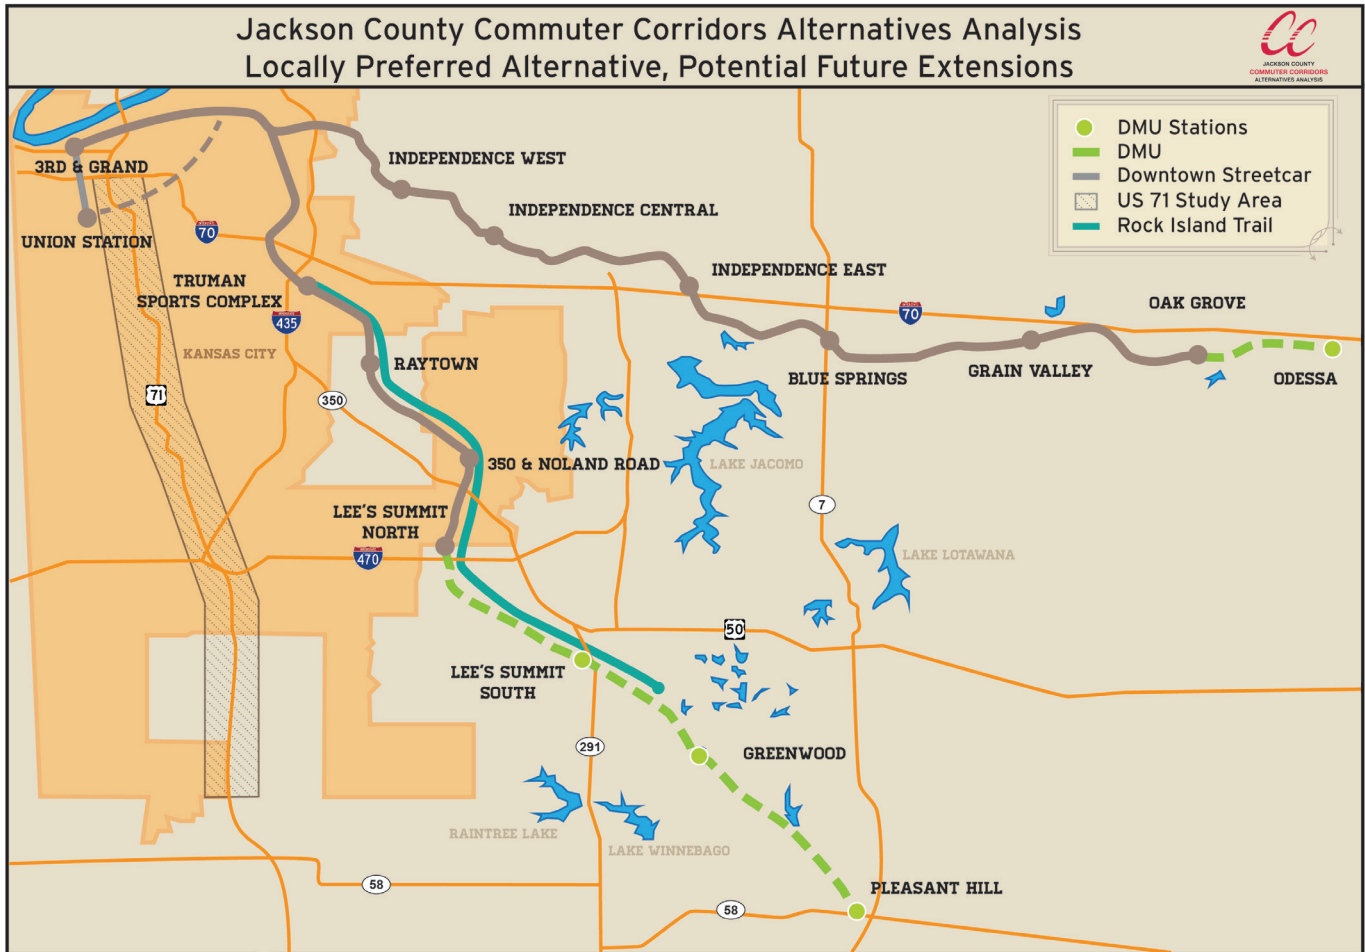 Jackson County Commuter Corridors Alternatives Analysis
Locally Preferred Alternative, Potential Future Extensions
CC
JACKSON COUNTY
COMMUTER CORRIDORS
ALTERNATIVES ANALYSIS
DMU Stations
DMU
Downtown Streetcar
US 71 Study Area
Rock Island Trail
3RD & GRAND
INDEPENDENCE WEST
INDEPENDENCE CENTRAL
UNION STATION
70
INDEPENDENCE EAST
TRUMAN
SPORTS COMPLEX
435
70
OAK GROVE
KANSAS CITY
RAYTOWN
BLUE SPRINGS
GRAIN VALLEY
ODESSA
71
350
350 & NOLAND ROAD
LAKE JACOMO
7
LEE'S SUMMIT
NORTH
470
LAKE LOTAWANA
50
LEE'S SUMMIT
SOUTH
291
GREENWOOD
RAINTREE LAKE
LAKE WINNEBAGO
58
PLEASANT HILL
58